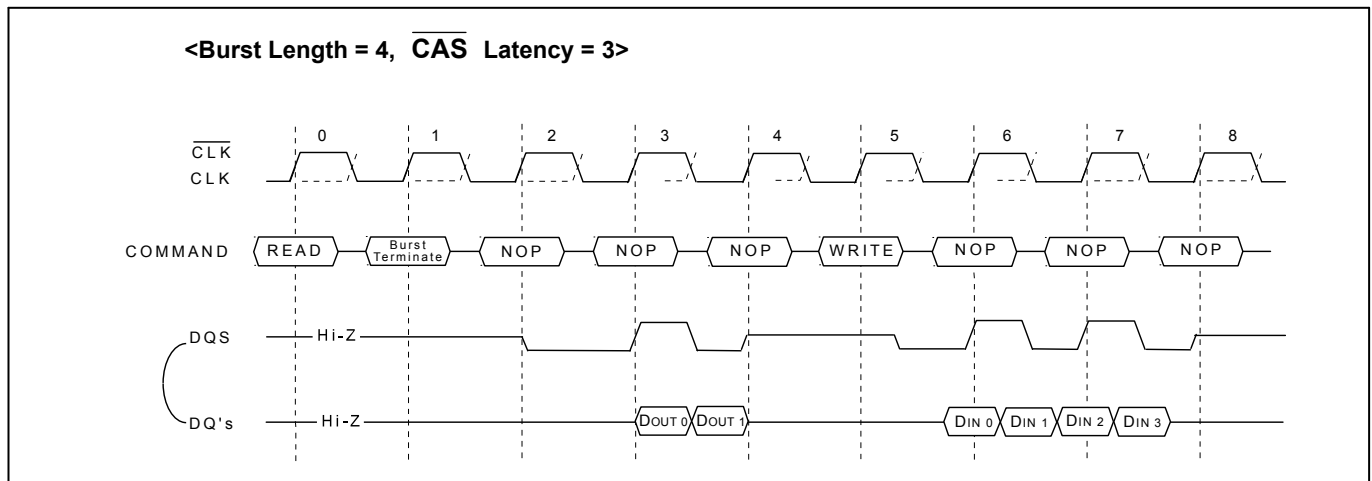 <Burst Length = 4, CAS Latency = 3>
0 1 2 3 4 5 6 7 8
CLK
CLK
COMMAND READ Burst Terminate NOP NOP NOP WRITE NOP NOP NOP
DQS Hi-Z
DQ's Hi-Z DOUT 0 DOUT 1 DIN 0 DIN 1 DIN 2 DIN 3